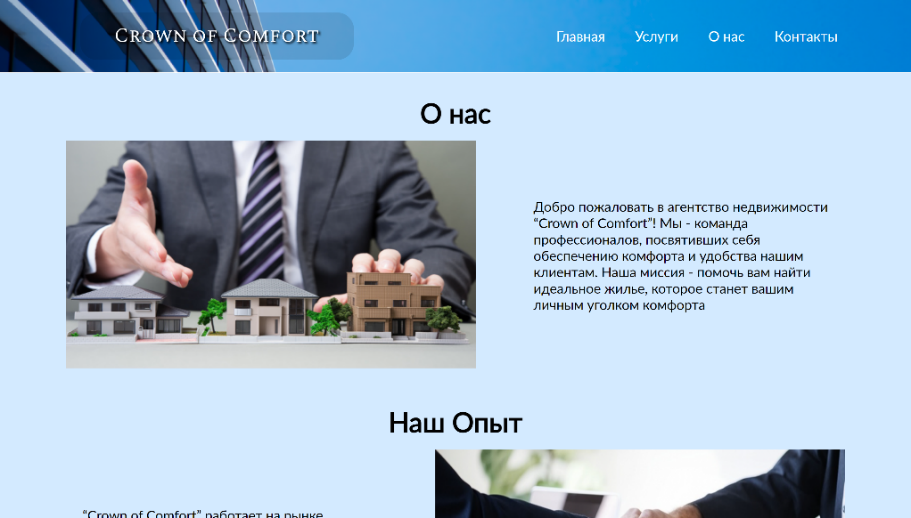 Crown of Comfort
Главная Услуги О нас Контакты
О нас
Добро пожаловать в агентство недвижимости
“Crown of Comfort”! Мы - команда
профессионалов, посвятивших себя
обеспечению комфорта и удобства нашим
клиентам. Наша миссия - помочь вам найти
идеальное жилье, которое станет вашим
личным уголком комфорта
Наш Опыт
“Crown of Comfort” работает на рынке